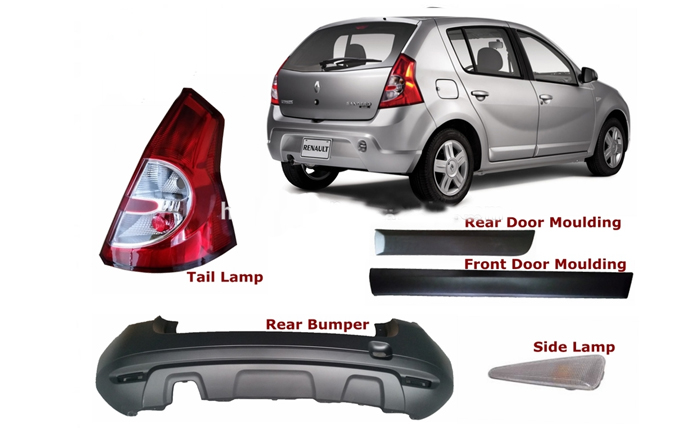 RENAULT
Rear Door Moulding
Front Door Moulding
Tail Lamp
Rear Bumper
Side Lamp